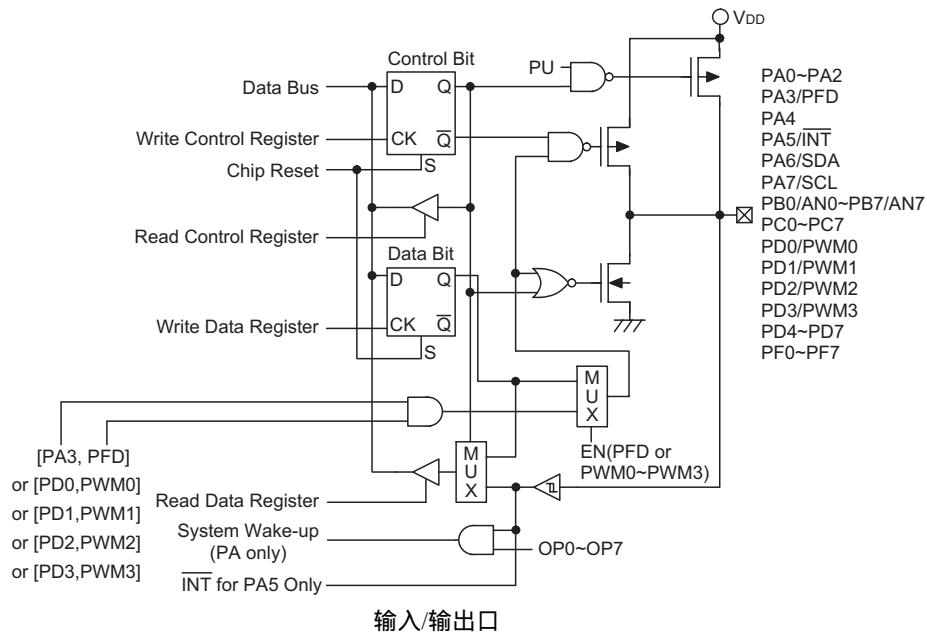 VDD
Control Bit
PU
Data Bus
D Q
Write Control Register
CK Q̅
Chip Reset
S
Read Control Register
Data Bit
D Q
Write Data Register
CK Q̅
S
PA0~PA2
PA3/PFD
PA4
PA5/I̅N̅T̅
PA6/SDA
PA7/SCL
PB0/AN0~PB7/AN7
PC0~PC7
PD0/PWM0
PD1/PWM1
PD2/PWM2
PD3/PWM3
PD4~PD7
PF0~PF7
MUX
EN(PFD or
PWM0~PWM3)
[PA3, PFD]
or [PD0,PWM0]
or [PD1,PWM1]
or [PD2,PWM2]
or [PD3,PWM3]
MUX
Read Data Register
System Wake-up
(PA only)
OP0~OP7
I̅N̅T̅ for PA5 Only
输入/输出口